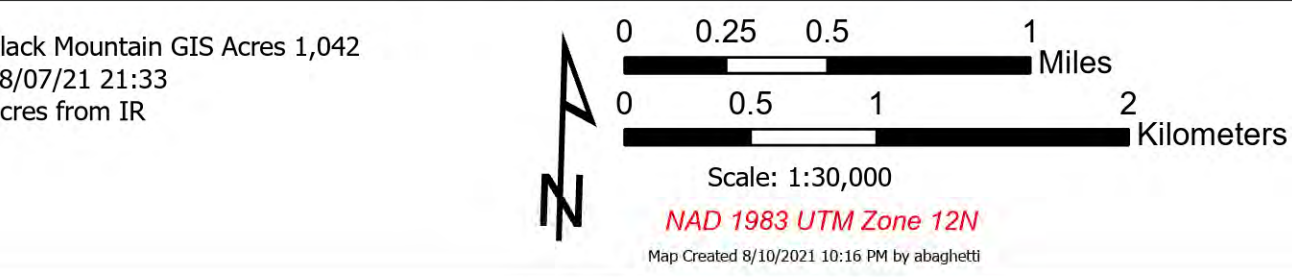 lack Mountain GIS Acres 1,042
8/07/21 21:33
cres from IR
N
0 0.25 0.5 1
Miles
0 0.5 1 2
Kilometers
Scale: 1:30,000
NAD 1983 UTM Zone 12N
Map Created 8/10/2021 10:16 PM by abaghetti